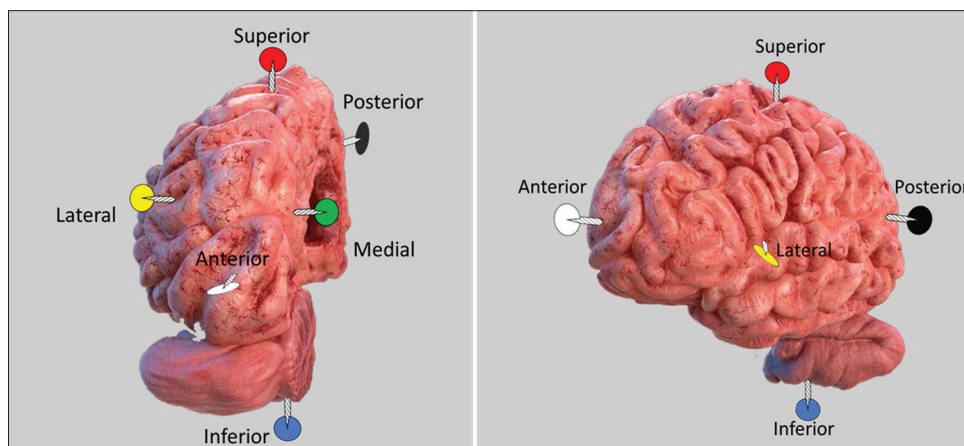 Superior
Posterior
Lateral
Medial
Anterior
Inferior
Superior
Anterior
Posterior
Lateral
Inferior